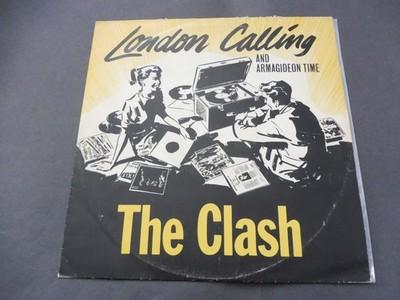 London Calling
AND
ARMAGIDEON TIME
The Clash